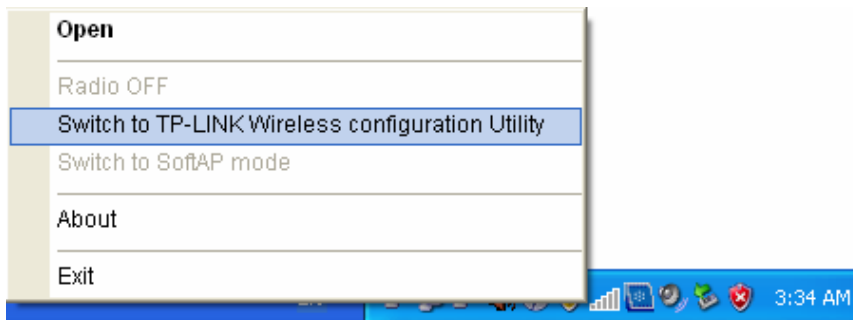 Open
Radio OFF
Switch to TP-LINK Wireless configuration Utility
Switch to SoftAP mode
About
Exit
3:34 AM